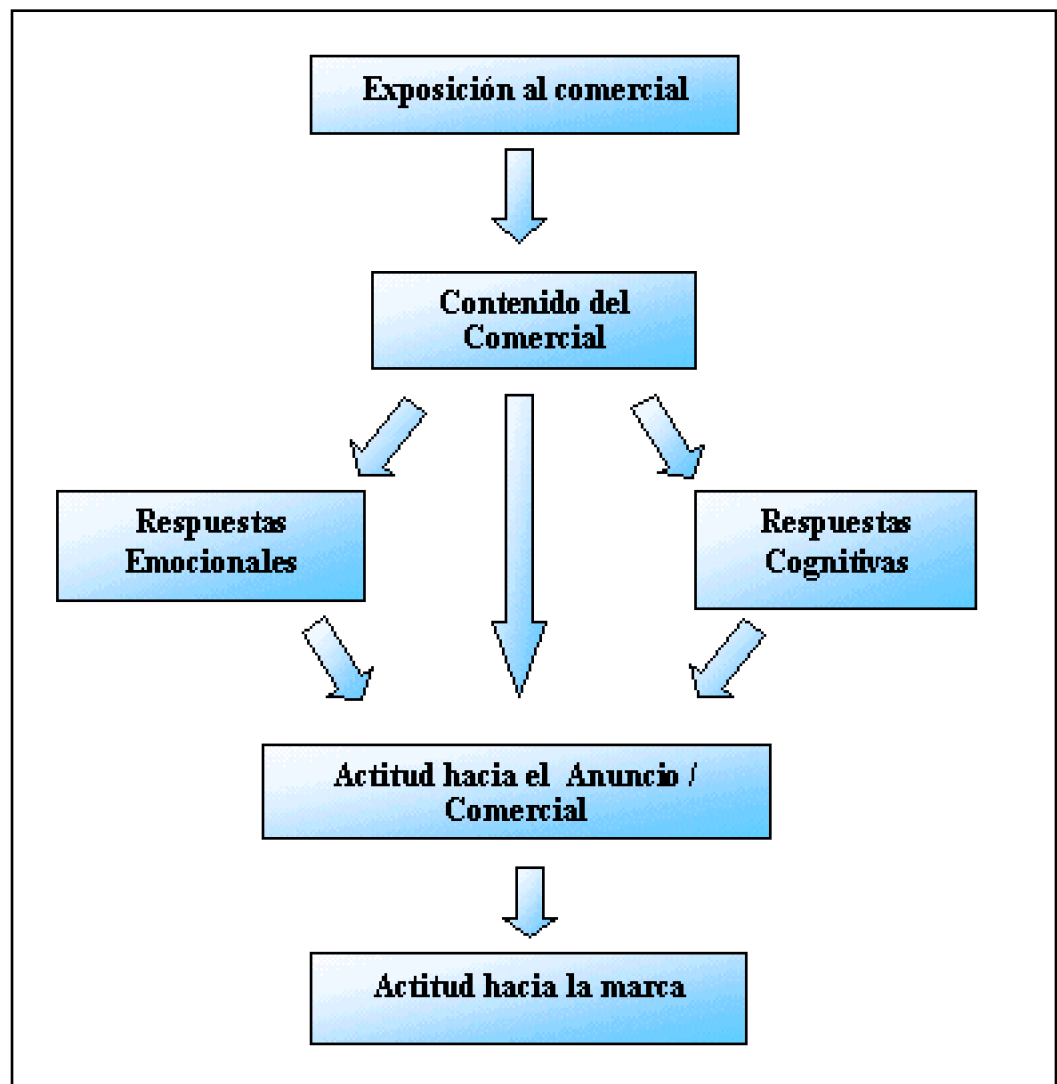 Exposición al comercial
Contenido del
Comercial
Respuestas
Emocionales
Respuestas
Cognitivas
Actitud hacia el Anuncio /
Comercial
Actitud hacia la marca